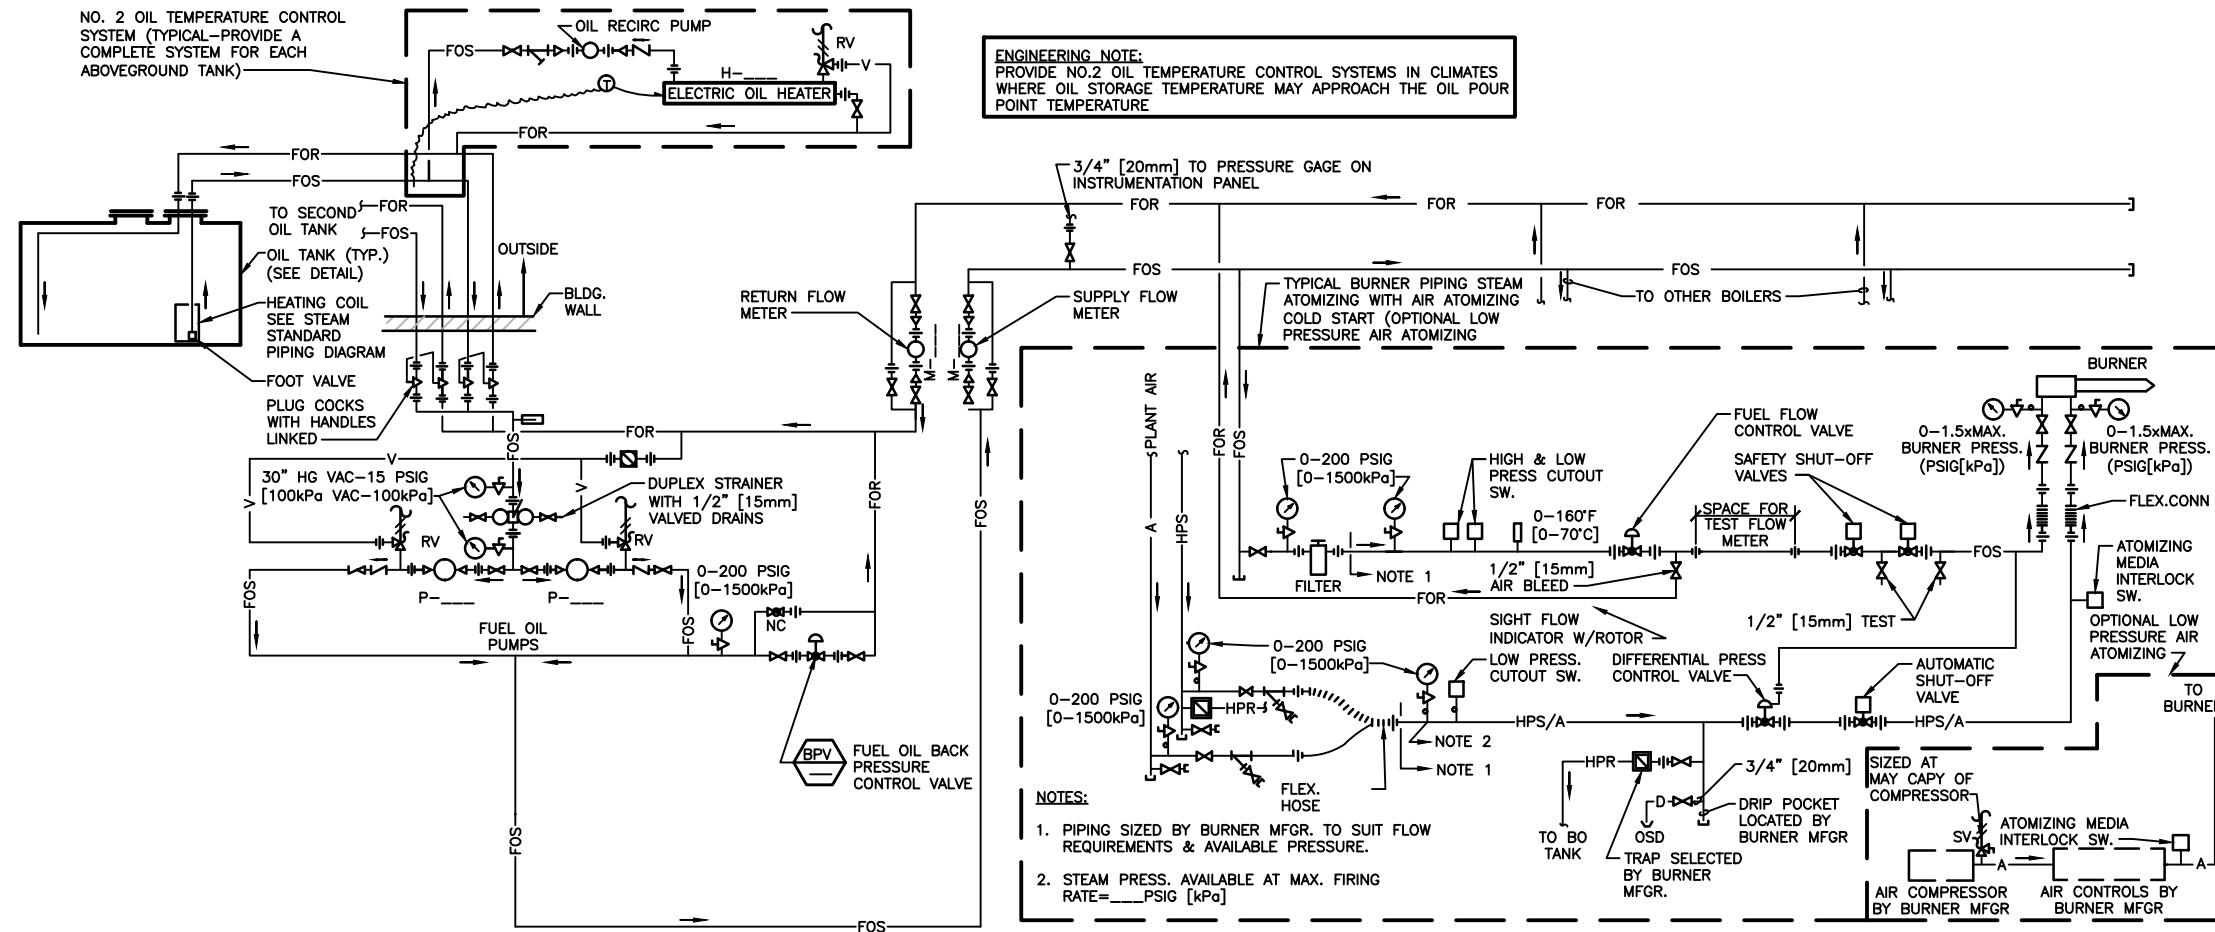 NO. 2 OIL TEMPERATURE CONTROL
SYSTEM (TYPICAL-PROVIDE A
COMPLETE SYSTEM FOR EACH
ABOVEGROUND TANK)
FOS
OIL RECIRC PUMP
RV
V
H-___
T
ELECTRIC OIL HEATER
FOR
ENGINEERING NOTE:
PROVIDE NO.2 OIL TEMPERATURE CONTROL SYSTEMS IN CLIMATES
WHERE OIL STORAGE TEMPERATURE MAY APPROACH THE OIL POUR
POINT TEMPERATURE
FOR
FOS
TO SECOND
OIL TANK
FOR
FOS
OIL TANK (TYP.)
(SEE DETAIL)
HEATING COIL
SEE STEAM
STANDARD
PIPING DIAGRAM
FOOT VALVE
PLUG COCKS
WITH HANDLES
LINKED
OUTSIDE
BLDG.
WALL
3/4" [20mm] TO PRESSURE GAGE ON
INSTRUMENTATION PANEL
FOR
FOR
FOR
FOS
FOS
RETURN FLOW
METER
M-___
M-___
SUPPLY FLOW
METER
TYPICAL BURNER PIPING STEAM
ATOMIZING WITH AIR ATOMIZING
COLD START (OPTIONAL LOW
PRESSURE AIR ATOMIZING
TO OTHER BOILERS
FOS
FOR
V
V
V
30" HG VAC-15 PSIG
[100kPa VAC-100kPa]
DUPLEX STRAINER
WITH 1/2" [15mm]
VALVED DRAINS
RV
RV
P-___
P-___
FOS
FOS
FUEL OIL
PUMPS
0-200 PSIG
[0-1500kPa]
NC
FOR
FOS
BPV
FUEL OIL BACK
PRESSURE
CONTROL VALVE
FOS
FOS
PLANT AIR
A
HPS
FOR
FOS
0-200 PSIG
[0-1500kPa]
HIGH & LOW
PRESS CUTOUT
SW.
0-160°F
[0-70°C]
FUEL FLOW
CONTROL VALVE
SAFETY SHUT-OFF
VALVES
SPACE FOR
TEST FLOW
METER
BURNER
0-1.5xMAX.
BURNER PRESS.
(PSIG[kPa])
0-1.5xMAX.
BURNER PRESS.
(PSIG[kPa])
FLEX.CONN
FOS
ATOMIZING
MEDIA
INTERLOCK
SW.
FILTER
NOTE 1
1/2" [15mm]
AIR BLEED
FOR
1/2" [15mm] TEST
OPTIONAL LOW
PRESSURE AIR
ATOMIZING
SIGHT FLOW
INDICATOR W/ROTOR
0-200 PSIG
[0-1500kPa]
LOW PRESS.
CUTOUT SW.
DIFFERENTIAL PRESS
CONTROL VALVE
AUTOMATIC
SHUT-OFF
VALVE
0-200 PSIG
[0-1500kPa]
HPR
HPS/A
HPS/A
NOTE 2
NOTE 1
FLEX.
HOSE
HPR
3/4" [20mm]
D
TO BO
TANK
OSD
DRIP POCKET
LOCATED BY
BURNER MFGR
TRAP SELECTED
BY BURNER
MFGR.
NOTES:
1. PIPING SIZED BY BURNER MFGR. TO SUIT FLOW
REQUIREMENTS & AVAILABLE PRESSURE.
2. STEAM PRESS. AVAILABLE AT MAX. FIRING
RATE=___PSIG [kPa]
TO
BURNER
SIZED AT
MAY CAPY OF
COMPRESSOR
SV
ATOMIZING MEDIA
INTERLOCK SW.
A
A
AIR COMPRESSOR
BY BURNER MFGR
AIR CONTROLS BY
BURNER MFGR